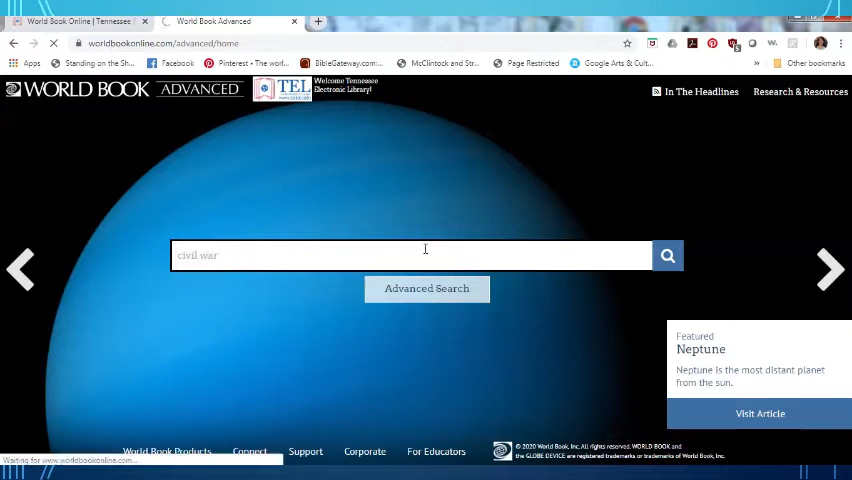 World Book Online | Tennessee E
World Book Advanced
worldbookonline.com/advanced/home
Apps
Standing on the Sh...
Facebook
Pinterest • The worl...
BibleGateway.com:...
McClintock and Str...
Page Restricted
Google Arts & Cult...
»
Other bookmarks
WORLD BOOK
ADVANCED
TEL
Welcome Tennessee
Electronic Library!
In The Headlines
Research & Resources
civil war
Advanced Search
Featured
Neptune
Neptune is the most distant planet
from the sun.
Visit Article
World Book Products
Connect
Support
Corporate
For Educators
© 2020 World Book, Inc. All rights reserved. WORLD BOOK and
the GLOBE DEVICE are registered trademarks or trademarks of World Book, Inc.
Waiting for www.worldbookonline.com...